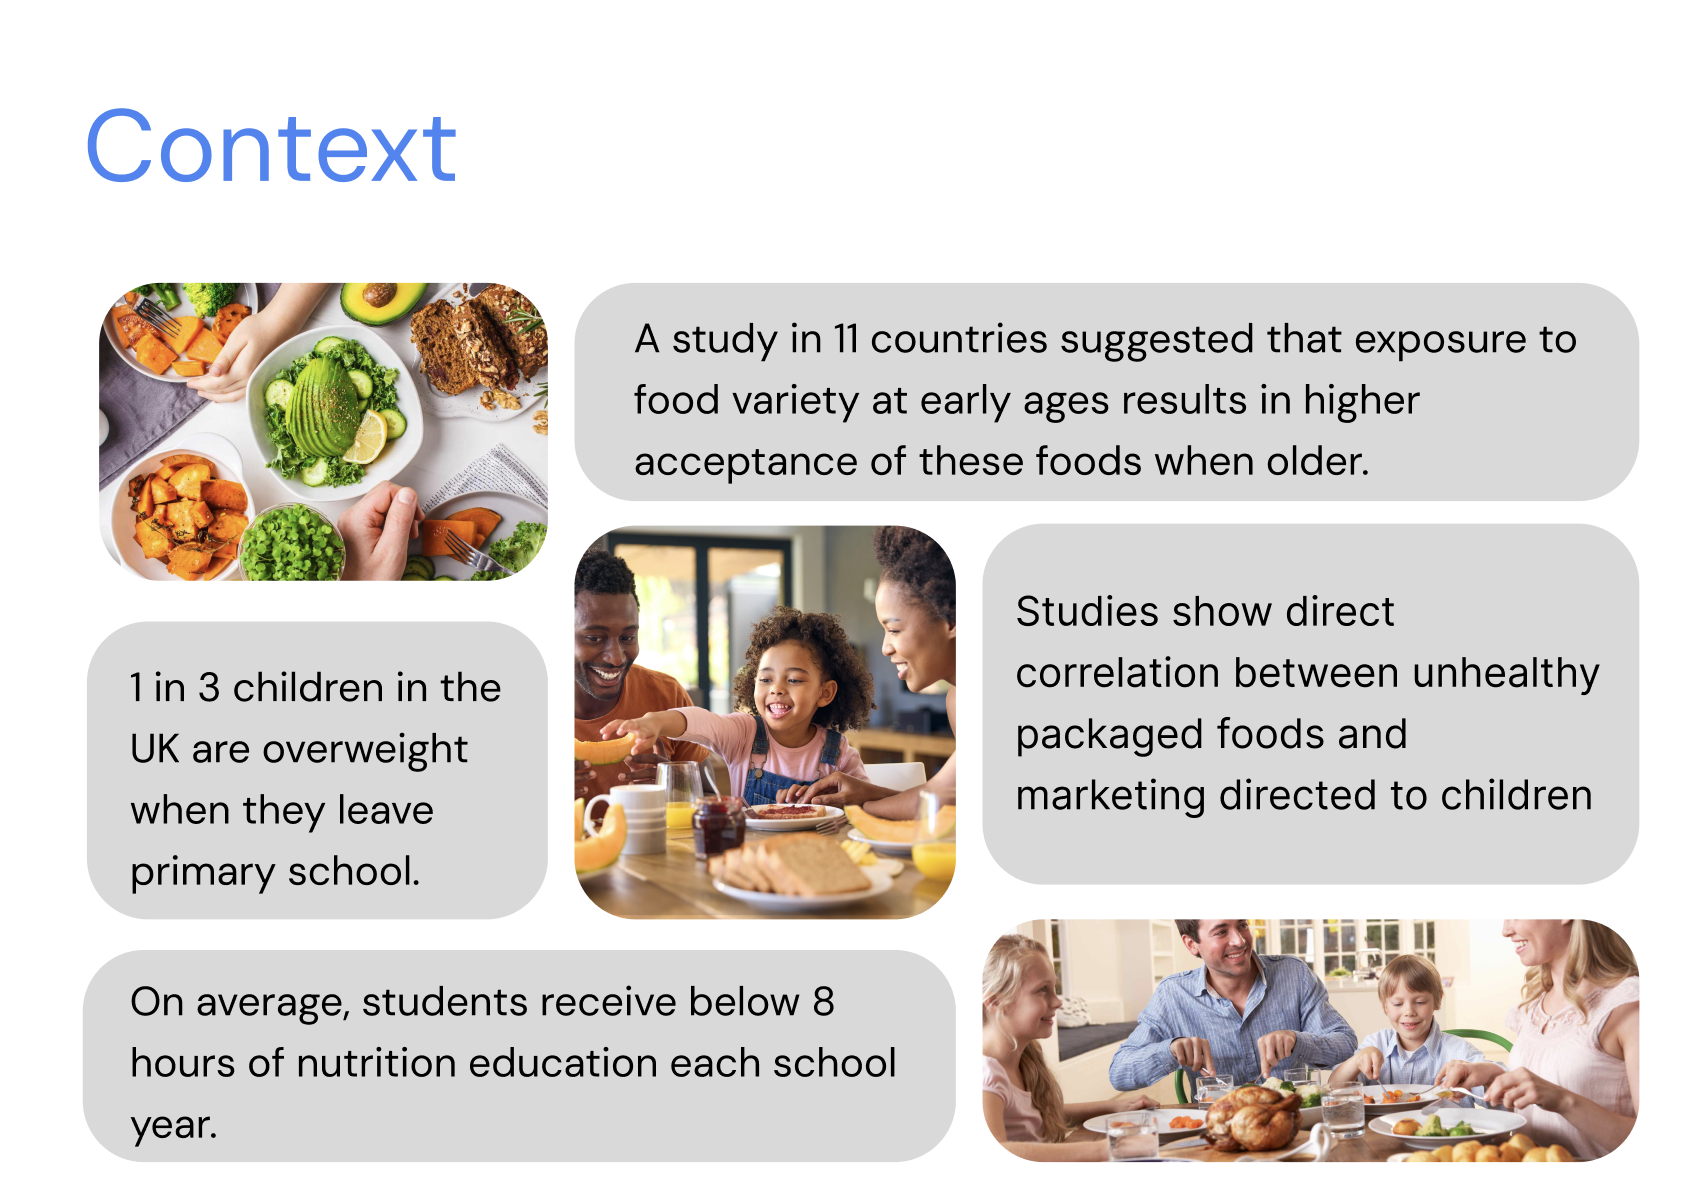 Context
A study in 11 countries suggested that exposure to
food variety at early ages results in higher
acceptance of these foods when older.
1 in 3 children in the
UK are overweight
when they leave
primary school.
Studies show direct
correlation between unhealthy
packaged foods and
marketing directed to children
On average, students receive below 8
hours of nutrition education each school
year.